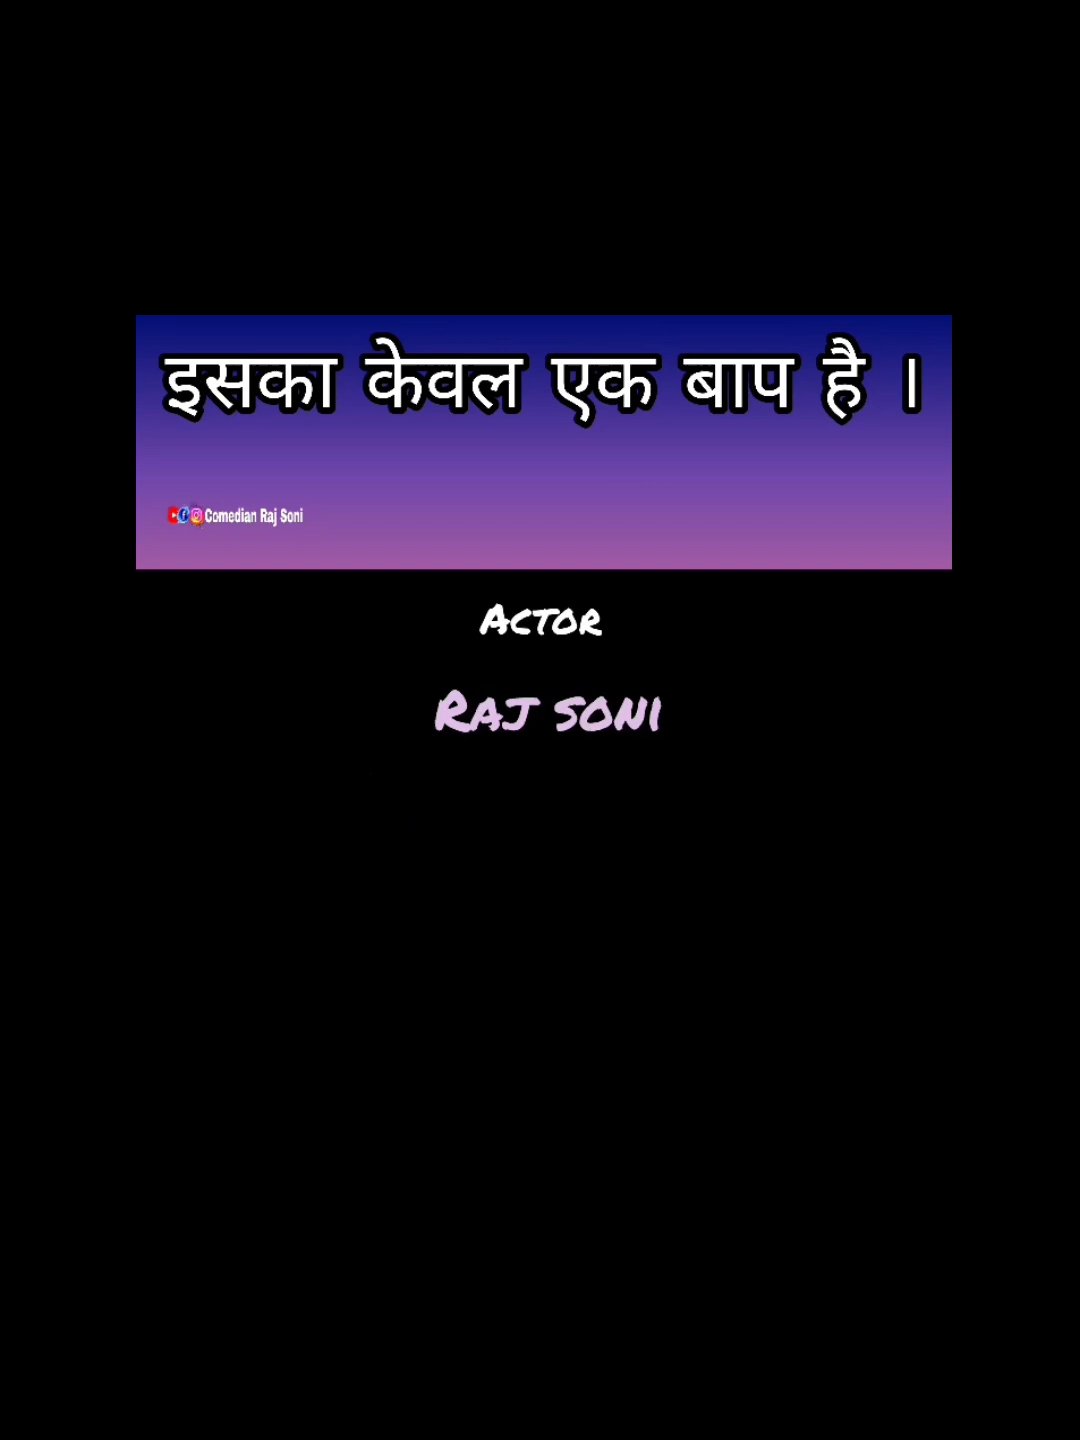 इसका केवल एक बाप है ।
Comedian Raj Soni
ACTOR
RAJ SONI